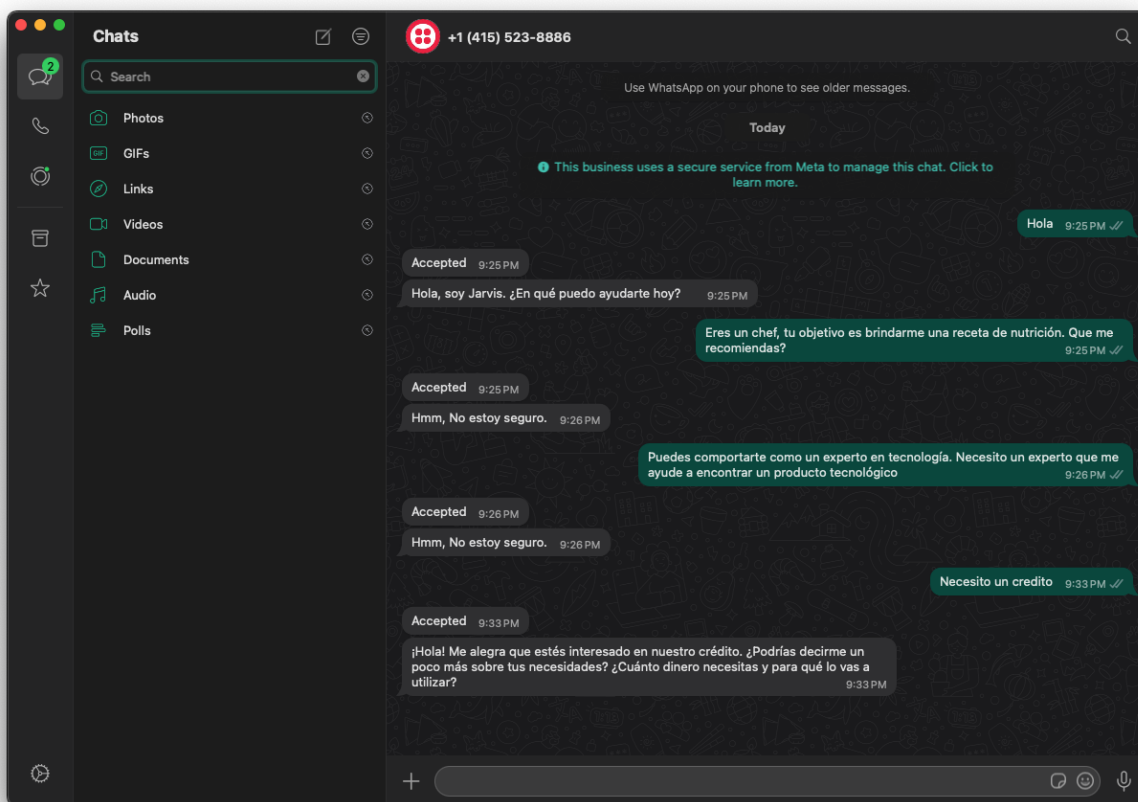 Chats
2
Search
Photos
GIF
GIFs
Links
Videos
Documents
Audio
Polls
+1 (415) 523-8886
Use WhatsApp on your phone to see older messages.
Today
This business uses a secure service from Meta to manage this chat. Click to
learn more.
Hola 9:25 PM
Accepted 9:25 PM
Hola, soy Jarvis. ¿En qué puedo ayudarte hoy? 9:25 PM
Eres un chef, tu objetivo es brindarme una receta de nutrición. Que me
recomiendas? 9:25 PM
Accepted 9:25 PM
Hmm, No estoy seguro. 9:26 PM
Puedes comportarte como un experto en tecnología. Necesito un experto que me
ayude a encontrar un producto tecnológico 9:26 PM
Accepted 9:26 PM
Hmm, No estoy seguro. 9:26 PM
Necesito un credito 9:33 PM
Accepted 9:33 PM
¡Hola! Me alegra que estés interesado en nuestro crédito. ¿Podrías decirme un
poco más sobre tus necesidades? ¿Cuánto dinero necesitas y para qué lo vas a
utilizar? 9:33 PM